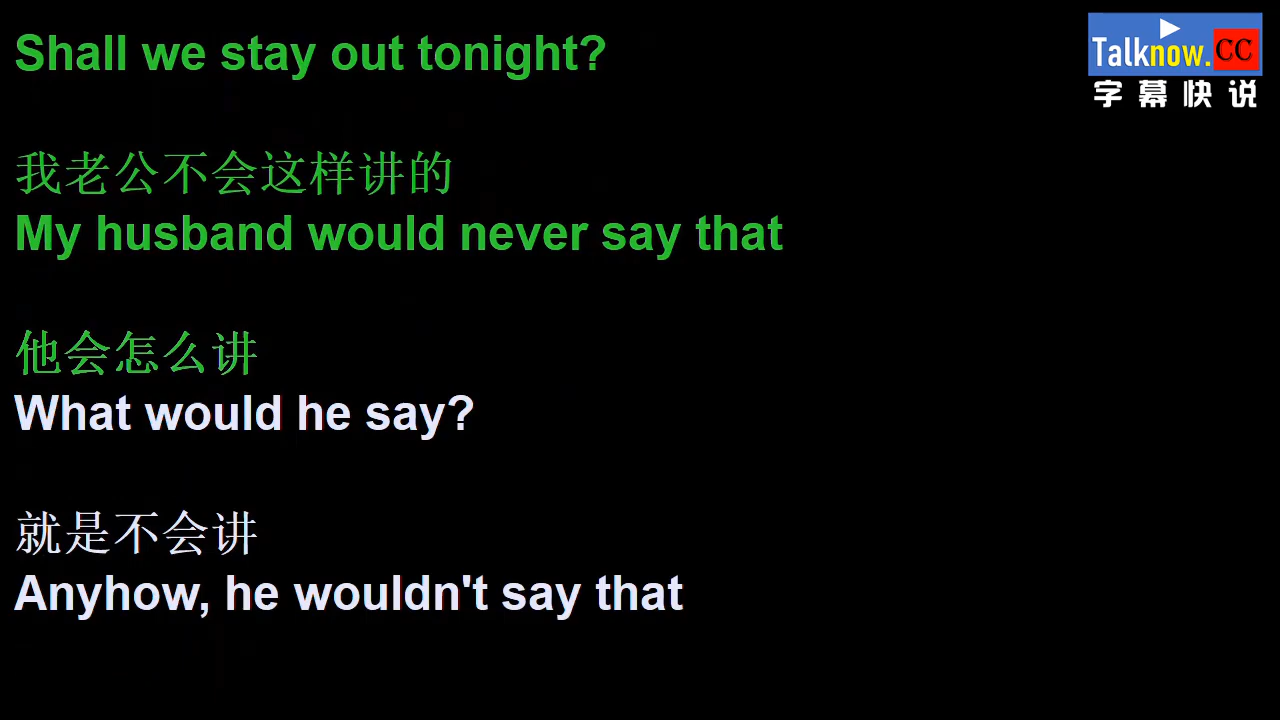 Shall we stay out tonight?
Talknow.CC
字幕快说
我老公不会这样讲的
My husband would never say that
他会怎么讲
What would he say?
就是不会讲
Anyhow, he wouldn't say that